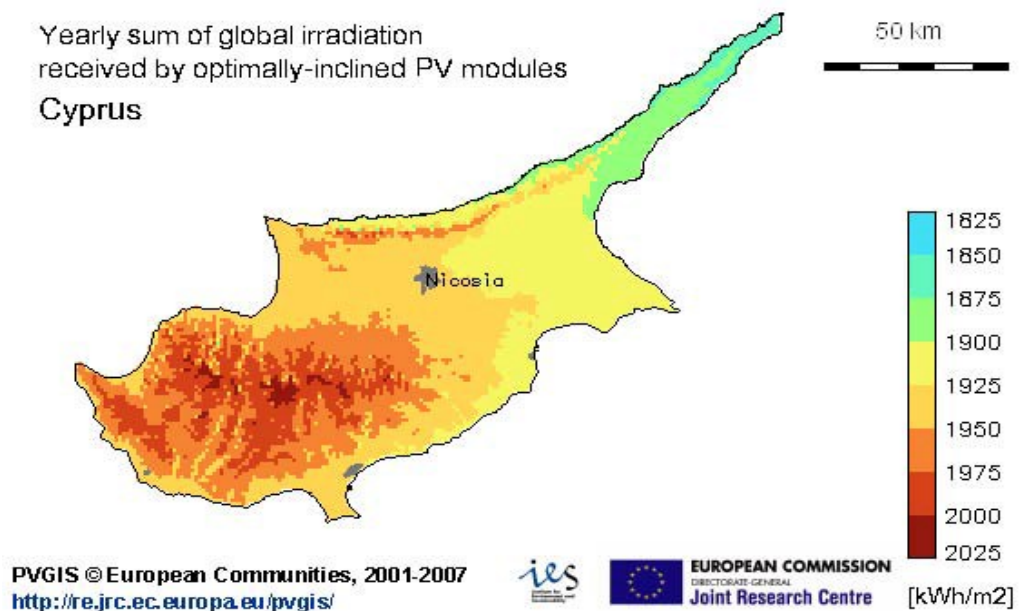 Yearly sum of global irradiation
received by optimally-inclined PV modules
Cyprus
50 km
Nicosia
1825
1850
1875
1900
1925
1950
1975
2000
2025
[kWh/m2]
PVGIS © European Communities, 2001-2007
http://re.jrc.ec.europa.eu/pvgis/
ies
EUROPEAN COMMISSION
DIRECTORATE-GENERAL
Joint Research Centre